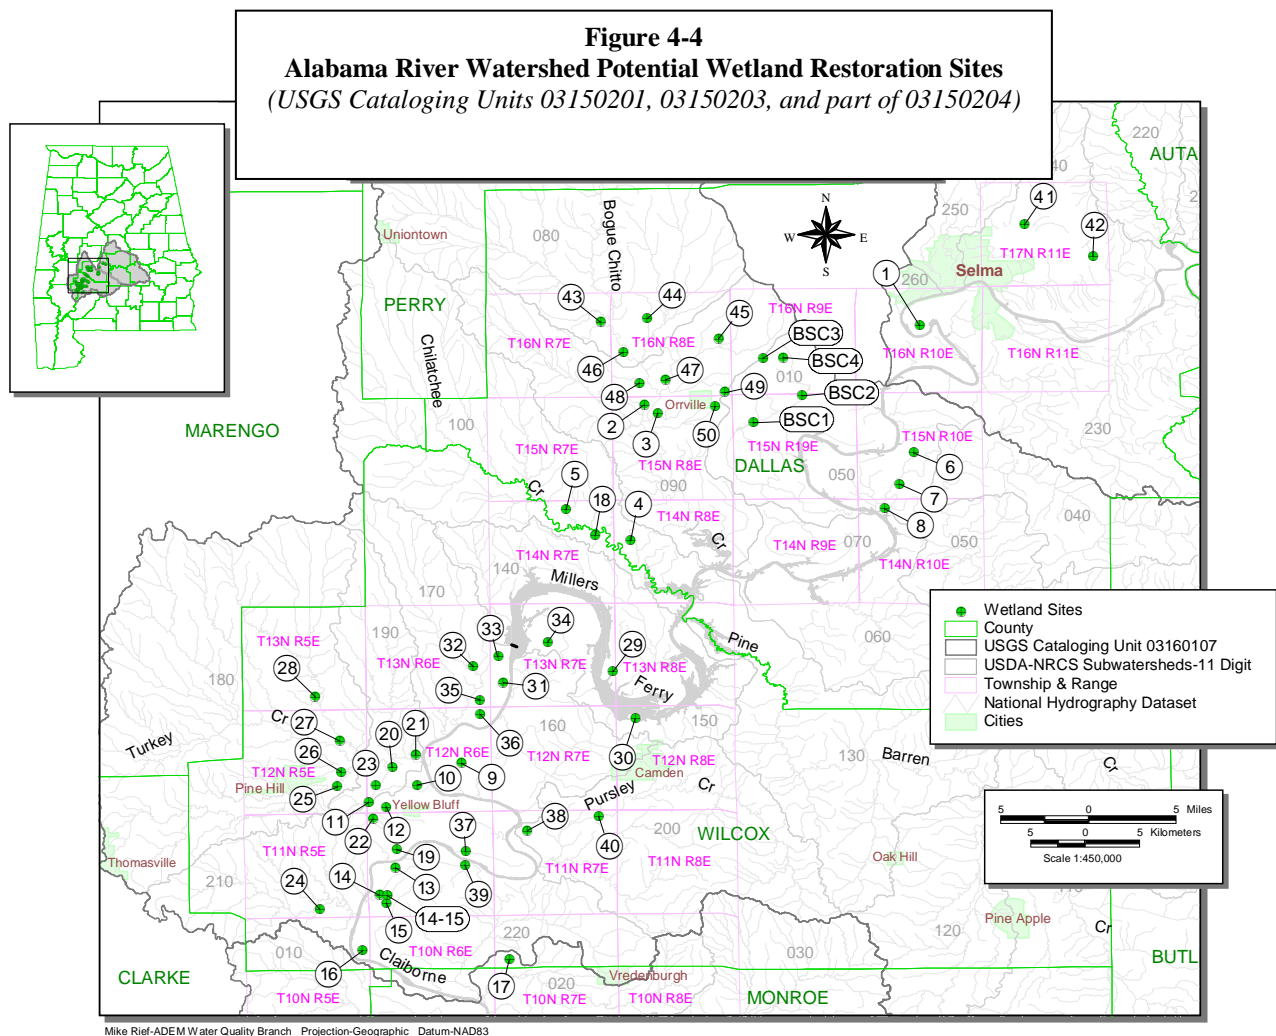 Figure 4-4
Alabama River Watershed Potential Wetland Restoration Sites
(USGS Cataloging Units 03150201, 03150203, and part of 03150204)
220
AUTA
41
42
250
T17N R11E
Uniontown
080
Bogue Chitto
N
W
E
S
Selma
1
260
PERRY
43
44
45
T16N R9E
BSC3
T16N R7E
T16N R8E
BSC4
T16N R10E
T16N R11E
Chilatchee
46
47
48
49
010
BSC2
Orrville
2
3
50
BSC1
MARENGO
100
230
T15N R7E
T15N R8E
T15N R19E
T15N R10E
DALLAS
6
5
Cr
18
4
090
050
7
T14N R8E
8
040
Cr
T14N R9E
070
050
T14N R7E
T14N R10E
140
Millers
170
190
Pine
060
T13N R5E
32
33
34
29
T13N R6E
T13N R7E
T13N R8E
180
28
35
31
Ferry
Cr
27
20
21
36
160
150
30
Turkey
26
23
T12N R6E
T12N R7E
T12N R8E
130
Barren
Cr
T12N R5E
9
Camden
Cr
Pine Hill
25
10
Pursley
11
Yellow Bluff
12
22
38
40
200
WILCOX
37
T11N R5E
19
Thomasville
T11N R7E
T11N R8E
Oak Hill
210
24
14
13
39
14-15
15
Pine Apple
Cr
120
220
010
T10N R6E
030
CLARKE
16
Claiborne
17
020
Vredenburgh
BUTL
T10N R5E
T10N R7E
T10N R8E
MONROE
Wetland Sites
County
USGS Cataloging Unit 03160107
USDA-NRCS Subwatersheds-11 Digit
Township & Range
National Hydrography Dataset
Cities
5 0 5 Miles
5 0 5 Kilometers
Scale 1:450,000
Mike Rief-ADEM Water Quality Branch Projection-Geographic Datum-NAD83